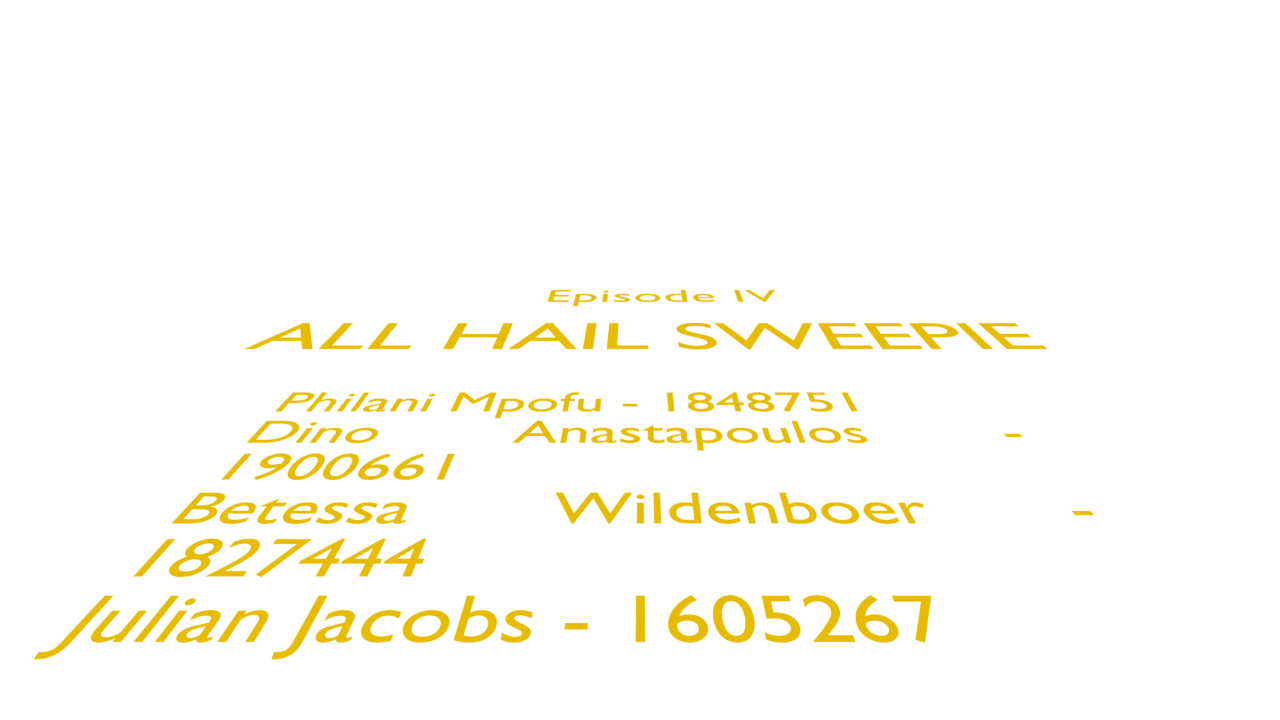 Episode IV
ALL HAIL SWEEPIE
Philani Mpofu - 1848751
Dino Anastapoulos -
1900661
Betessa Wildenboer -
1827444
Julian Jacobs - 1605267